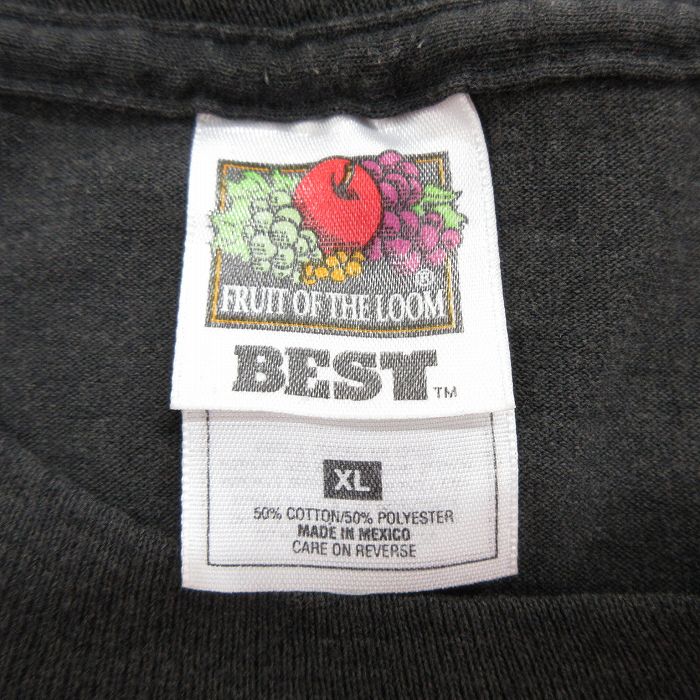 ®
FRUIT OF THE LOOM
BEST™
XL
50% COTTON/50% POLYESTER
MADE IN MEXICO
CARE ON REVERSE